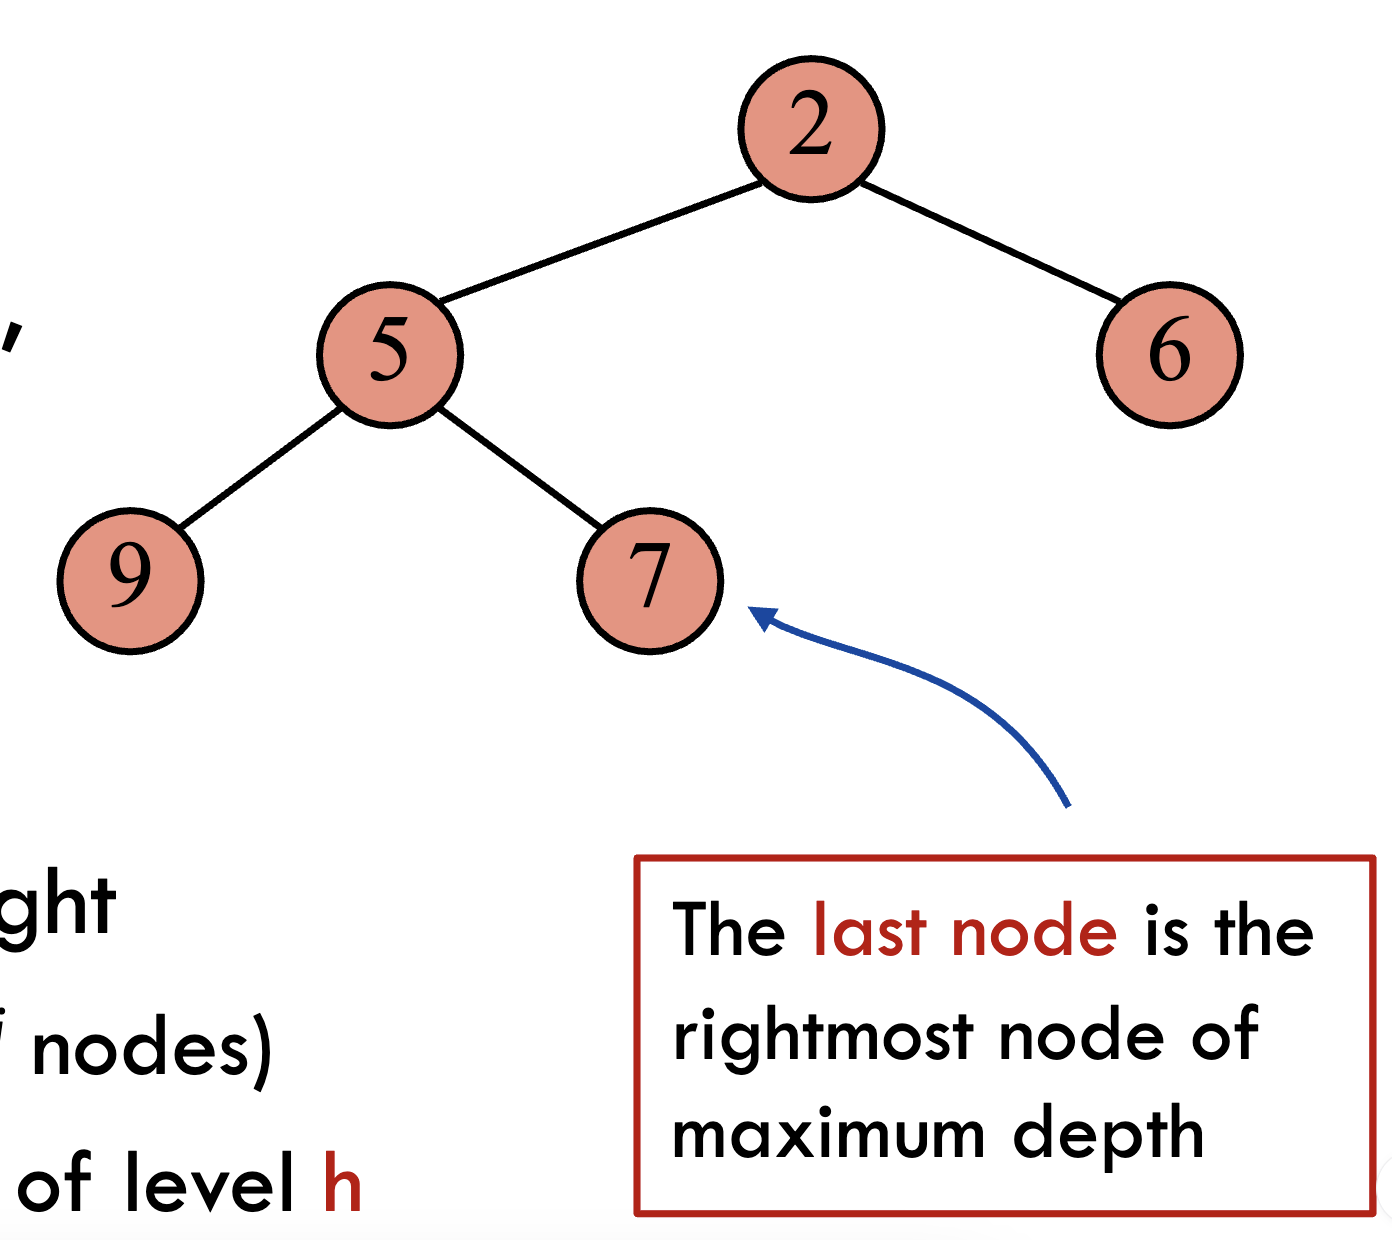 2
5
6
,
9
7
ght
nodes)
of level h
The last node is the
rightmost node of
maximum depth